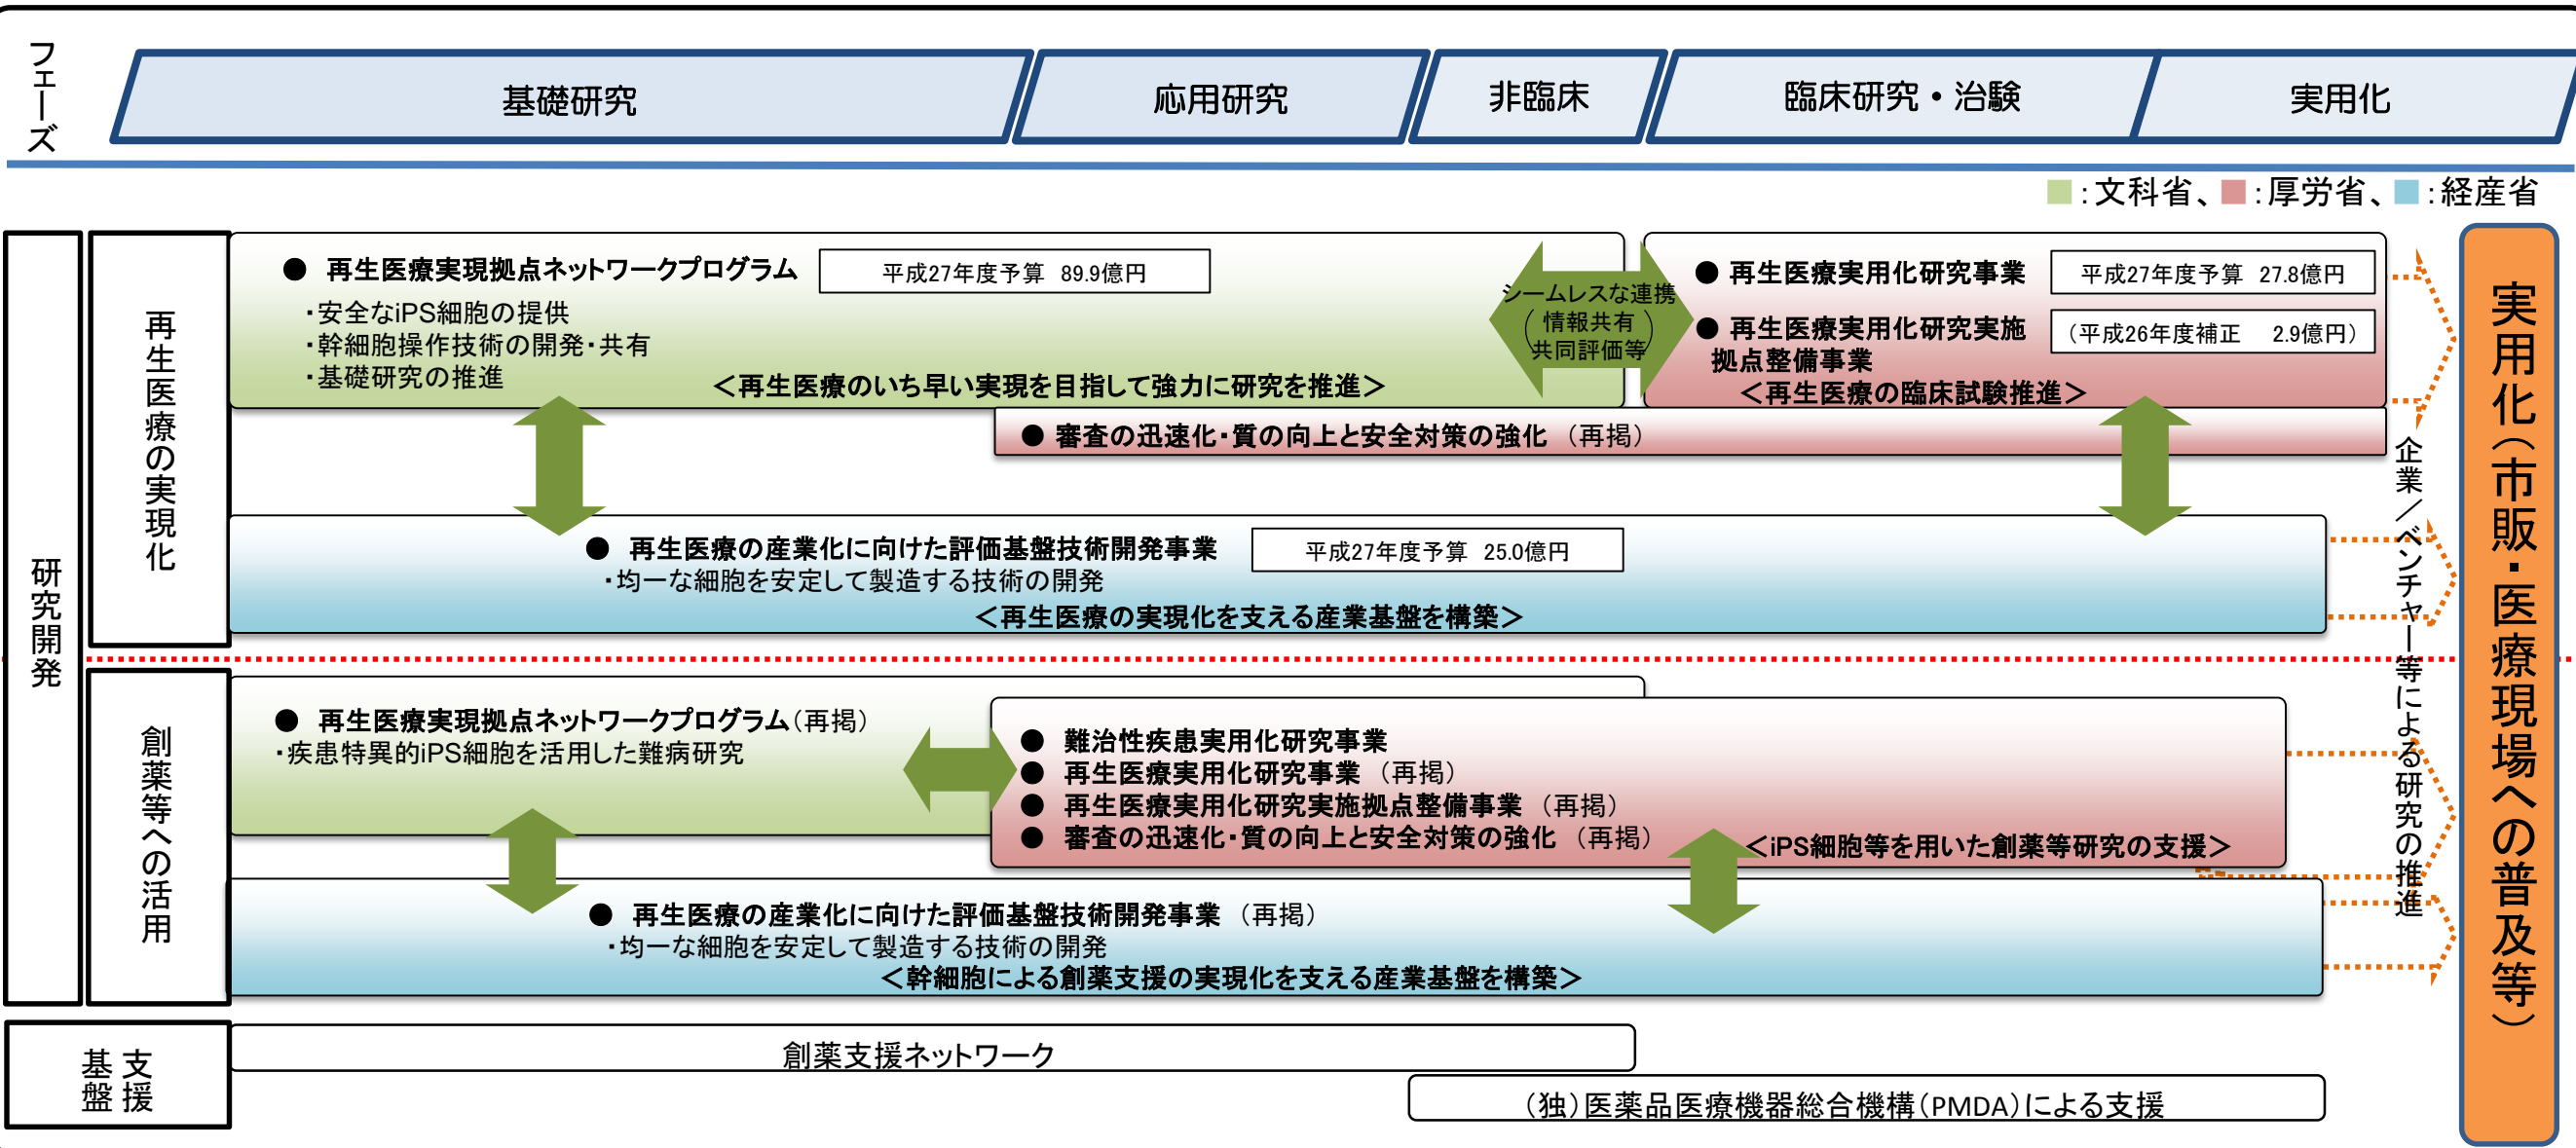 フェーズ
基礎研究
応用研究
非臨床
臨床研究・治験
実用化
：文科省、：厚労省、：経産省
研究開発
再生医療の実現化
● 再生医療実現拠点ネットワークプログラム
平成27年度予算 89.9億円
・安全なiPS細胞の提供
・幹細胞操作技術の開発・共有
・基礎研究の推進
＜再生医療のいち早い実現を目指して強力に研究を推進＞
シームレスな連携
（情報共有
共同評価等）
● 再生医療実用化研究事業
平成27年度予算 27.8億円
● 再生医療実用化研究実施
拠点整備事業
（平成26年度補正 2.9億円）
＜再生医療の臨床試験推進＞
● 審査の迅速化・質の向上と安全対策の強化（再掲）
● 再生医療の産業化に向けた評価基盤技術開発事業
平成27年度予算 25.0億円
・均一な細胞を安定して製造する技術の開発
＜再生医療の実現化を支える産業基盤を構築＞
創薬等への活用
● 再生医療実現拠点ネットワークプログラム（再掲）
・疾患特異的iPS細胞を活用した難病研究
● 難治性疾患実用化研究事業
● 再生医療実用化研究事業（再掲）
● 再生医療実用化研究実施拠点整備事業（再掲）
● 審査の迅速化・質の向上と安全対策の強化（再掲）
＜iPS細胞等を用いた創薬等研究の支援＞
● 再生医療の産業化に向けた評価基盤技術開発事業（再掲）
・均一な細胞を安定して製造する技術の開発
＜幹細胞による創薬支援の実現化を支える産業基盤を構築＞
企業／ベンチャー等による研究の推進
実用化（市販・医療現場への普及等）
支援
基盤
創薬支援ネットワーク
（独）医薬品医療機器総合機構（PMDA）による支援